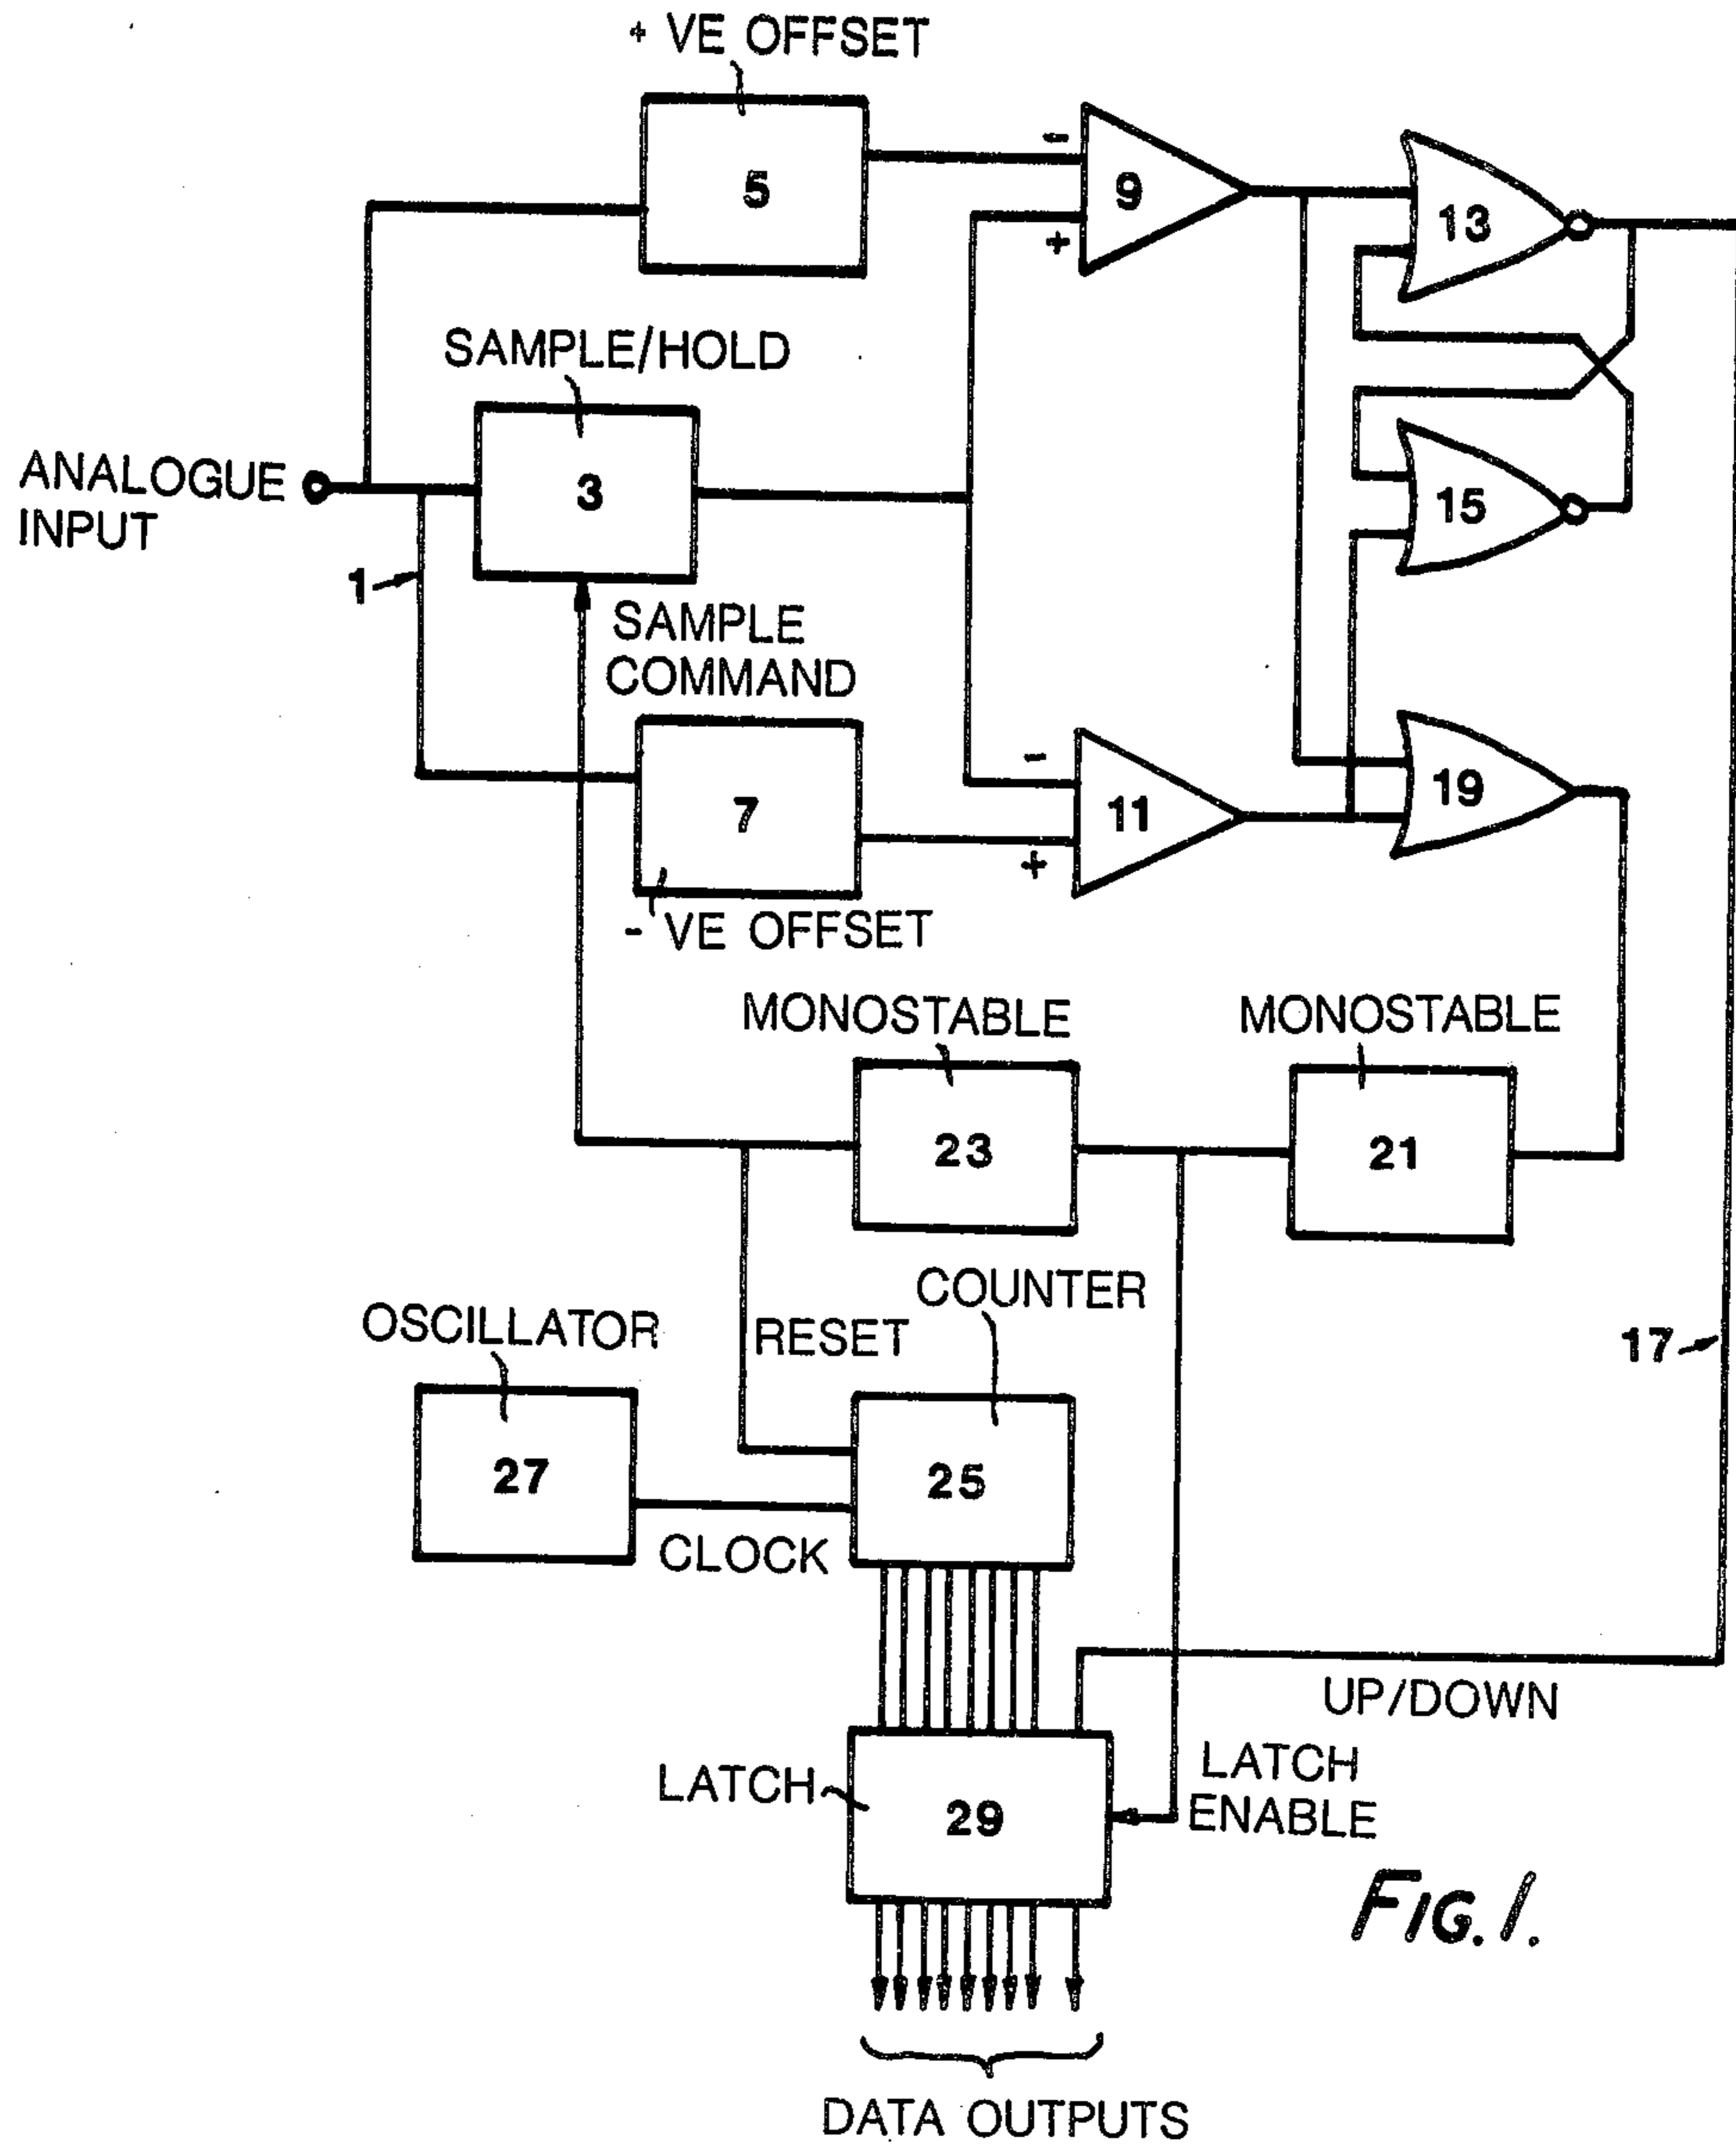 + VE OFFSET
5
-
+
9
13
SAMPLE/HOLD
3
ANALOGUE
INPUT
1
15
SAMPLE
COMMAND
7
-
+
11
19
- VE OFFSET
MONOSTABLE
23
MONOSTABLE
21
COUNTER
OSCILLATOR
RESET
17
27
25
CLOCK
UP/DOWN
LATCH
29
LATCH
ENABLE
FIG. 1.
DATA OUTPUTS